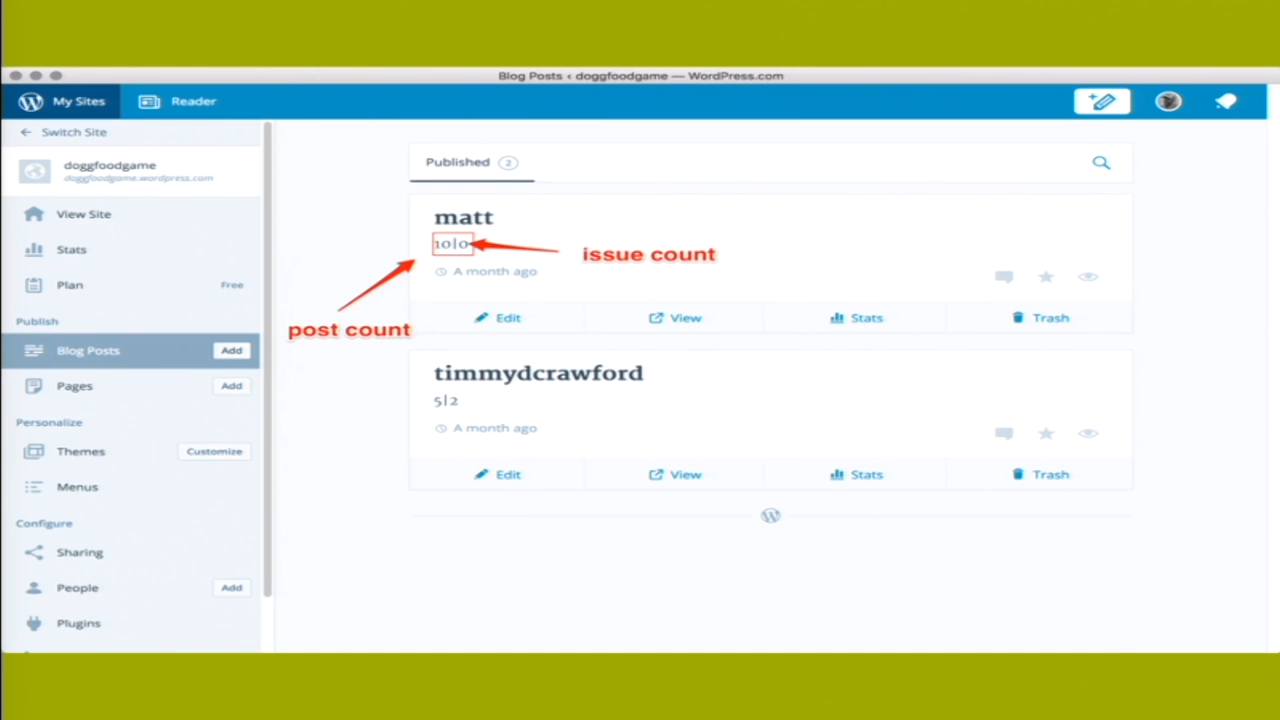 Blog Posts ‹ doggfoodgame — WordPress.com
My Sites
Reader
Switch Site
doggfoodgame
doggfoodgame.wordpress.com
View Site
Stats
Plan Free
Publish
Blog Posts Add
Pages Add
Personalize
Themes Customize
Menus
Configure
Sharing
People Add
Plugins
Published 2
matt
10|0
issue count
A month ago
post count
Edit View Stats Trash
timmydcrawford
5|2
A month ago
Edit View Stats Trash